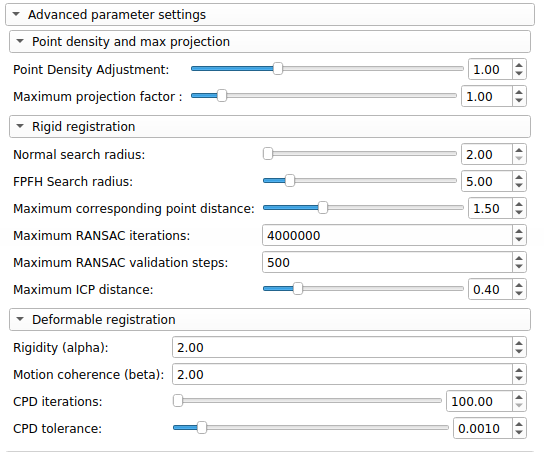 Advanced parameter settings
Point density and max projection
Point Density Adjustment: 1.00
Maximum projection factor : 1.00
Rigid registration
Normal search radius: 2.00
FPFH Search radius: 5.00
Maximum corresponding point distance: 1.50
Maximum RANSAC iterations: 4000000
Maximum RANSAC validation steps: 500
Maximum ICP distance: 0.40
Deformable registration
Rigidity (alpha): 2.00
Motion coherence (beta): 2.00
CPD iterations: 100.00
CPD tolerance: 0.0010